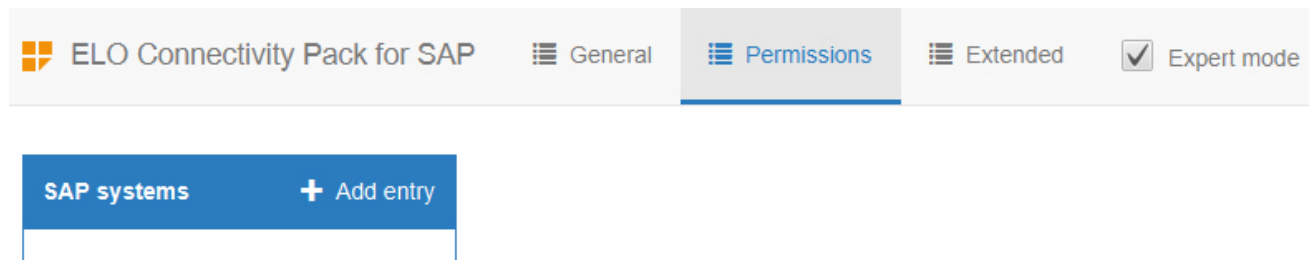 ELO Connectivity Pack for SAP General Permissions Extended Expert mode
SAP systems Add entry